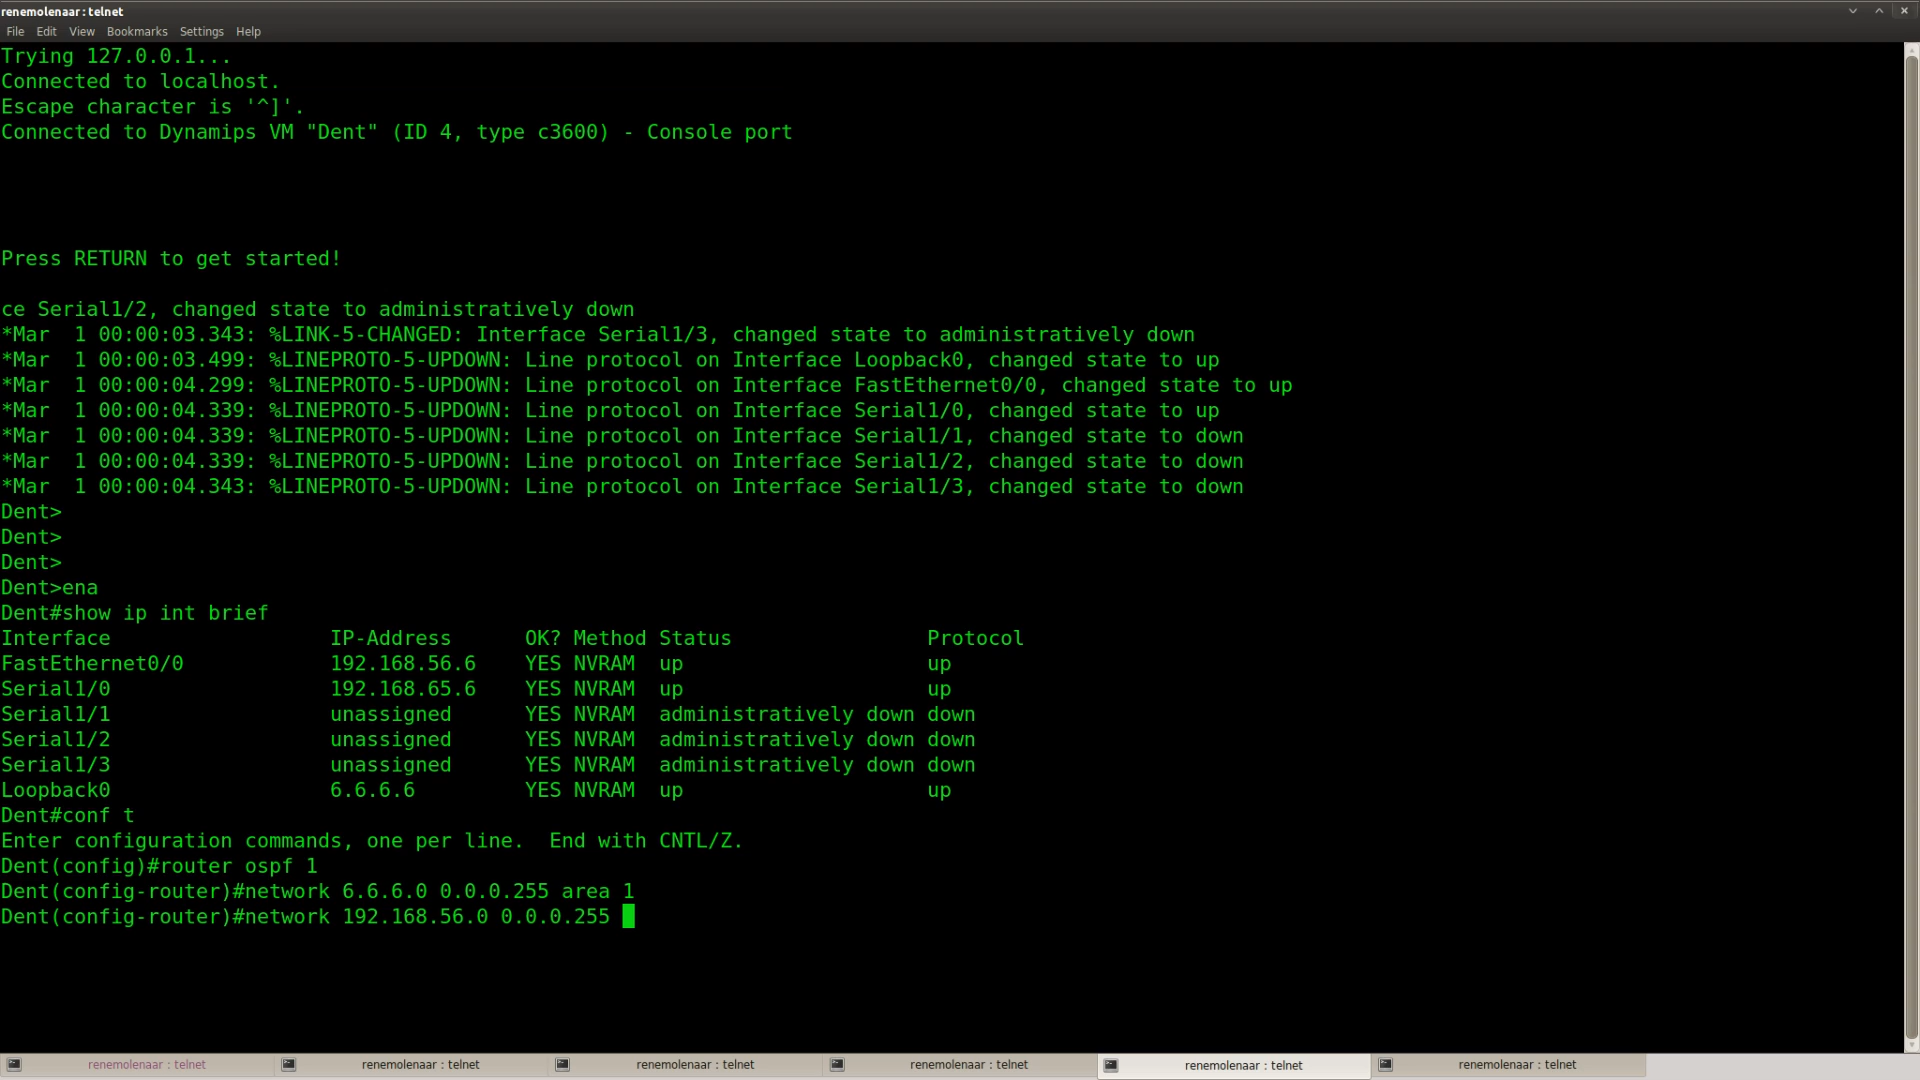 renemolenaar : telnet
File Edit View Bookmarks Settings Help
Trying 127.0.0.1...
Connected to localhost.
Escape character is '^]'.
Connected to Dynamips VM "Dent" (ID 4, type c3600) - Console port
Press RETURN to get started!
ce Serial1/2, changed state to administratively down
*Mar  1 00:00:03.343: %LINK-5-CHANGED: Interface Serial1/3, changed state to administratively down
*Mar  1 00:00:03.499: %LINEPROTO-5-UPDOWN: Line protocol on Interface Loopback0, changed state to up
*Mar  1 00:00:04.299: %LINEPROTO-5-UPDOWN: Line protocol on Interface FastEthernet0/0, changed state to up
*Mar  1 00:00:04.339: %LINEPROTO-5-UPDOWN: Line protocol on Interface Serial1/0, changed state to up
*Mar  1 00:00:04.339: %LINEPROTO-5-UPDOWN: Line protocol on Interface Serial1/1, changed state to down
*Mar  1 00:00:04.339: %LINEPROTO-5-UPDOWN: Line protocol on Interface Serial1/2, changed state to down
*Mar  1 00:00:04.343: %LINEPROTO-5-UPDOWN: Line protocol on Interface Serial1/3, changed state to down
Dent>
Dent>
Dent>
Dent>ena
Dent#show ip int brief
Interface                  IP-Address      OK? Method Status                Protocol
FastEthernet0/0            192.168.56.6    YES NVRAM  up                    up
Serial1/0                  192.168.65.6    YES NVRAM  up                    up
Serial1/1                  unassigned      YES NVRAM  administratively down down
Serial1/2                  unassigned      YES NVRAM  administratively down down
Serial1/3                  unassigned      YES NVRAM  administratively down down
Loopback0                  6.6.6.6         YES NVRAM  up                    up
Dent#conf t
Enter configuration commands, one per line.  End with CNTL/Z.
Dent(config)#router ospf 1
Dent(config-router)#network 6.6.6.0 0.0.0.255 area 1
Dent(config-router)#network 192.168.56.0 0.0.0.255
renemolenaar : telnet renemolenaar : telnet renemolenaar : telnet renemolenaar : telnet renemolenaar : telnet renemolenaar : telnet